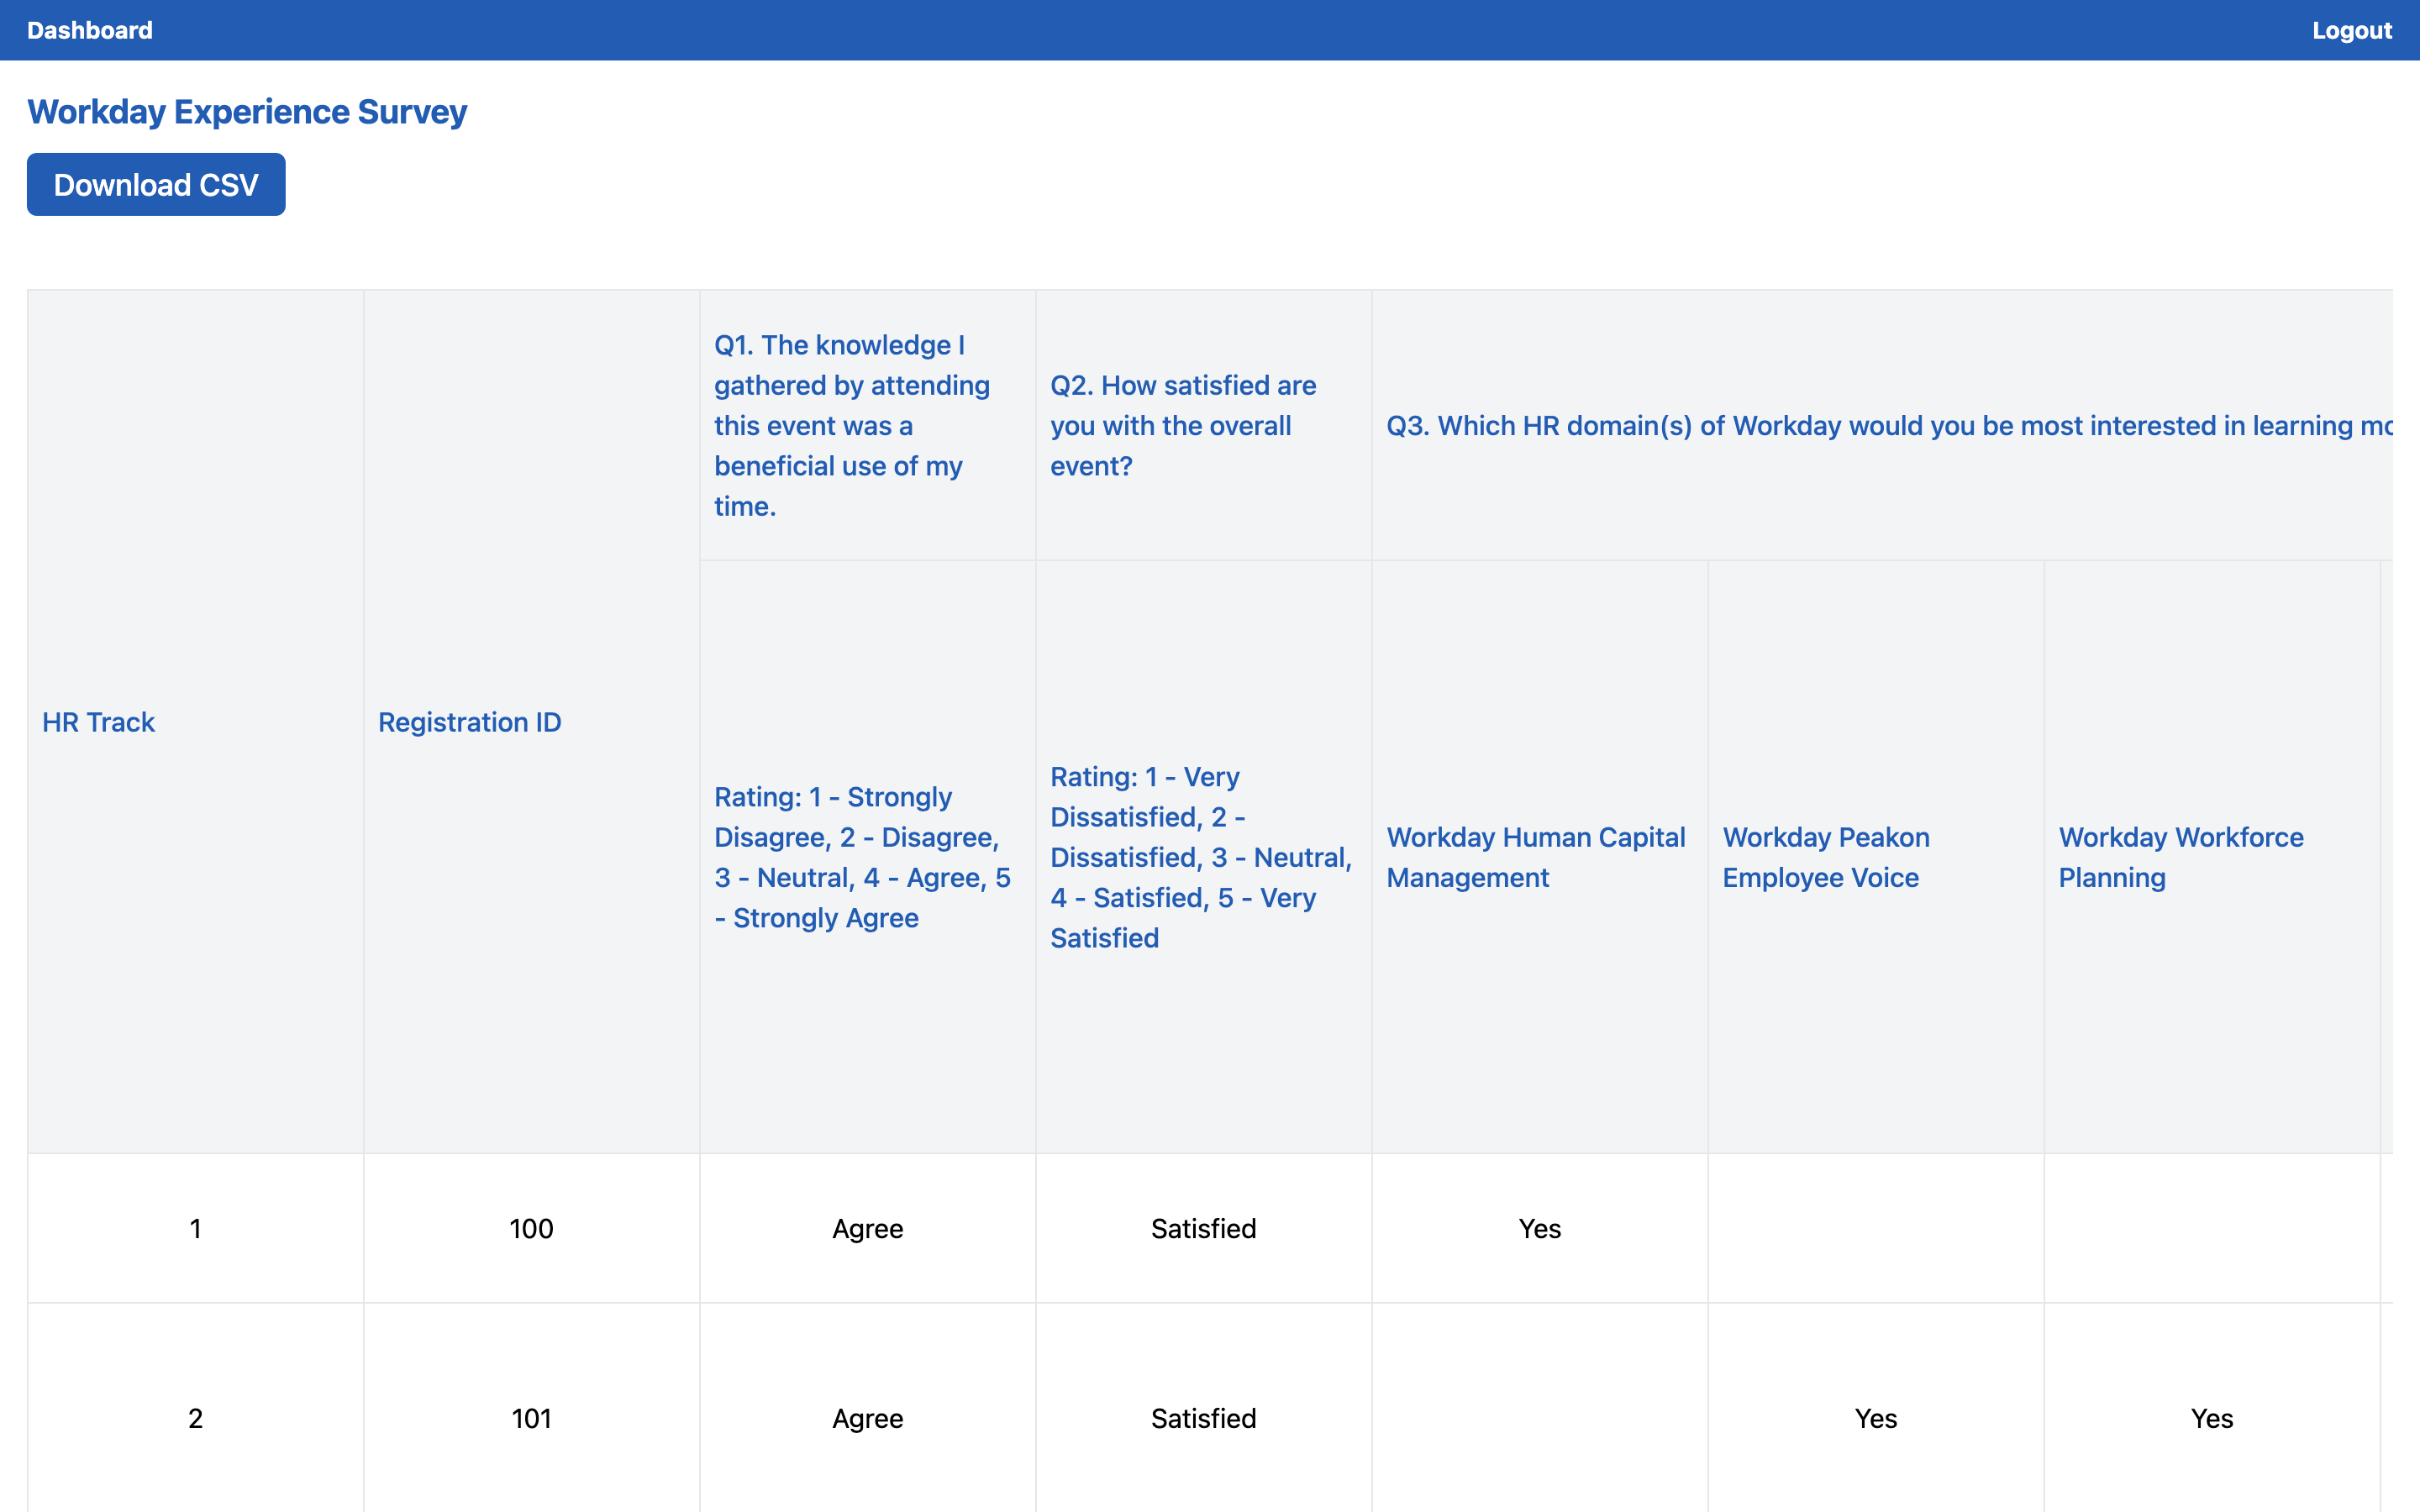 Dashboard
Logout
Workday Experience Survey
Download CSV
HR Track
Registration ID
Q1. The knowledge I
gathered by attending
this event was a
beneficial use of my
time.
Q2. How satisfied are
you with the overall
event?
Q3. Which HR domain(s) of Workday would you be most interested in learning
Rating: 1 - Strongly
Disagree, 2 - Disagree,
3 - Neutral, 4 - Agree, 5
- Strongly Agree
Rating: 1 - Very
Dissatisfied, 2 -
Dissatisfied, 3 - Neutral,
4 - Satisfied, 5 - Very
Satisfied
Workday Human Capital
Management
Workday Peakon
Employee Voice
Workday Workforce
Planning
1
100
Agree
Satisfied
Yes
2
101
Agree
Satisfied
Yes
Yes